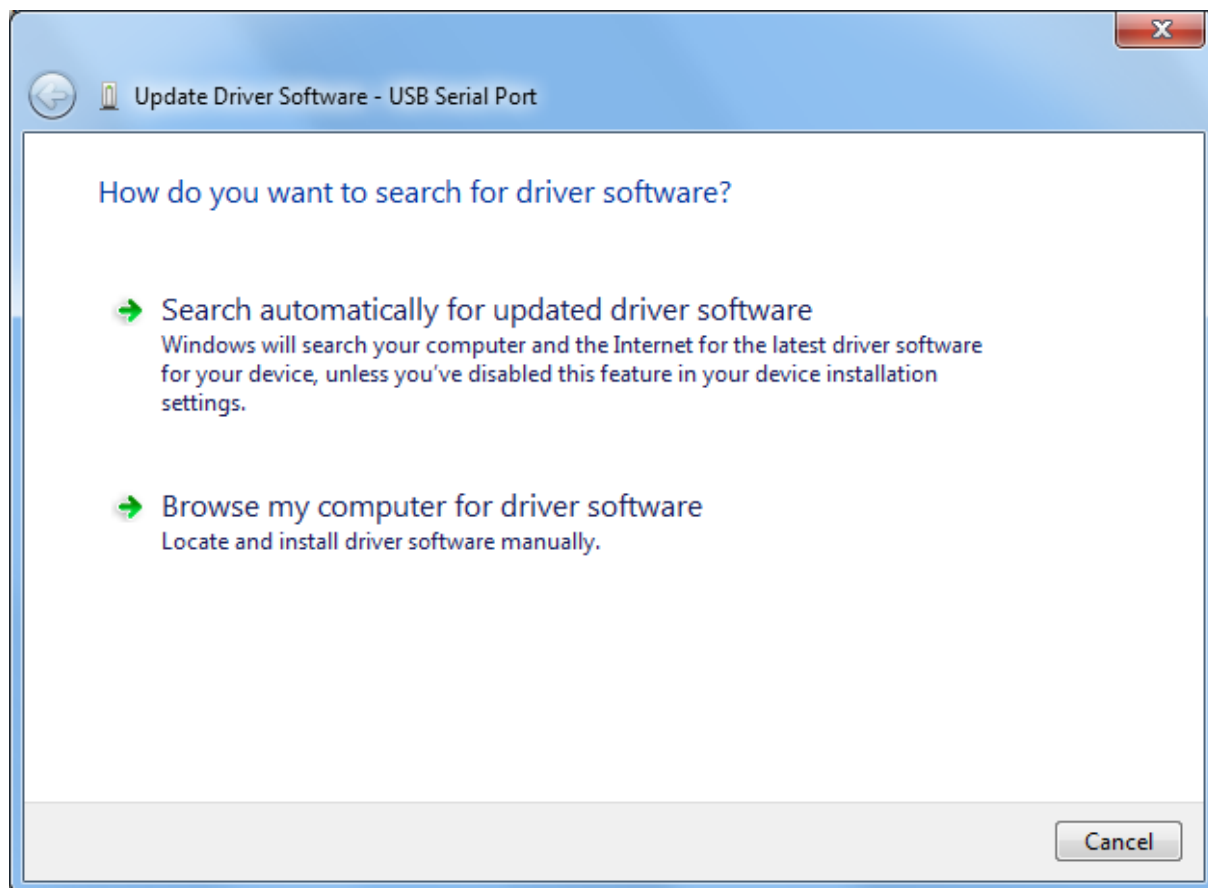 Update Driver Software - USB Serial Port
How do you want to search for driver software?
Search automatically for updated driver software
Windows will search your computer and the Internet for the latest driver software
for your device, unless you've disabled this feature in your device installation
settings.
Browse my computer for driver software
Locate and install driver software manually.
Cancel